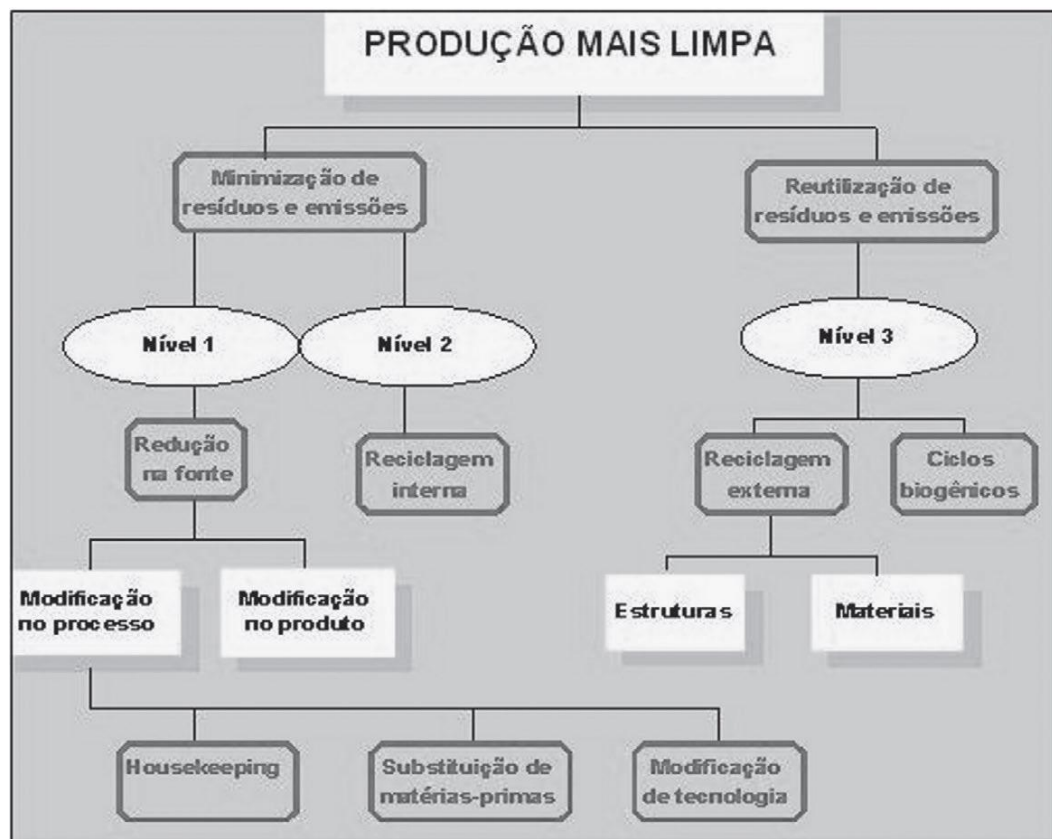 PRODUÇÃO MAIS LIMPA
Minimização de
resíduos e emissões
Reutilização de
resíduos e emissões
Nível 1
Nível 2
Nível 3
Redução
na fonte
Reciclagem
interna
Reciclagem
externa
Ciclos
biogênicos
Modificação
no processo
Modificação
no produto
Estruturas
Materiais
Housekeeping
Substituição de
matérias-primas
Modificação
de tecnologia